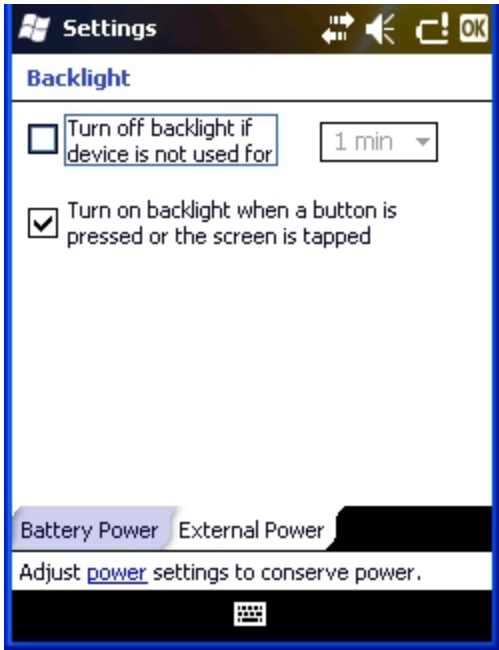 Settings OK
Backlight
Turn off backlight if
device is not used for 1 min
Turn on backlight when a button is
pressed or the screen is tapped
Battery Power External Power
Adjust power settings to conserve power.